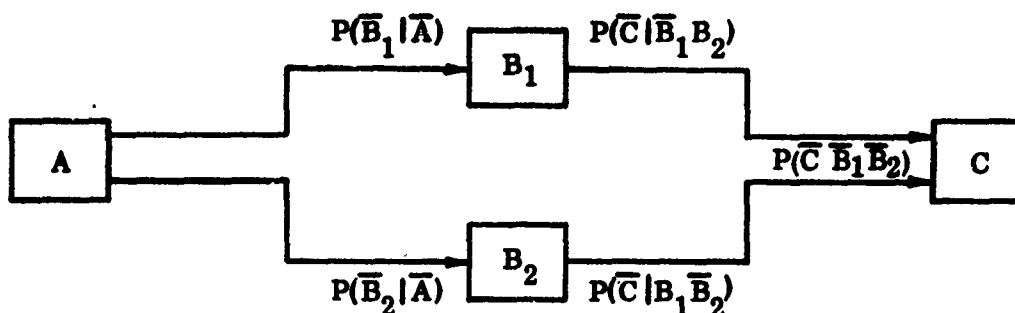 P(B̅₁|A̅)
B₁
P(C̅|B̅₁B₂)
A
P(C̅ B̅₁B̅₂)
C
B₂
P(B̅₂|A̅)
P(C̅|B₁B̅₂)